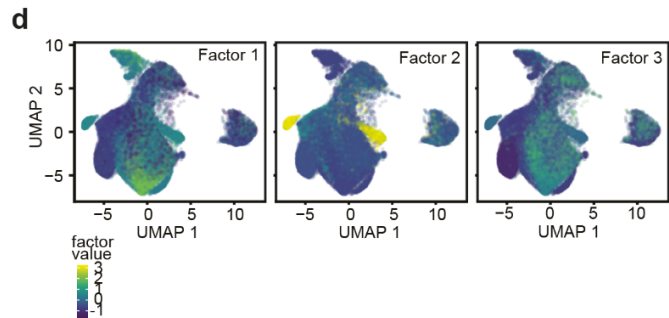 d
Factor 1
Factor 2
Factor 3
UMAP 2
10
5
0
−5
−5 0 5 10
−5 0 5 10
−5 0 5 10
UMAP 1
UMAP 1
UMAP 1
factor
value
3
2
1
0
-1